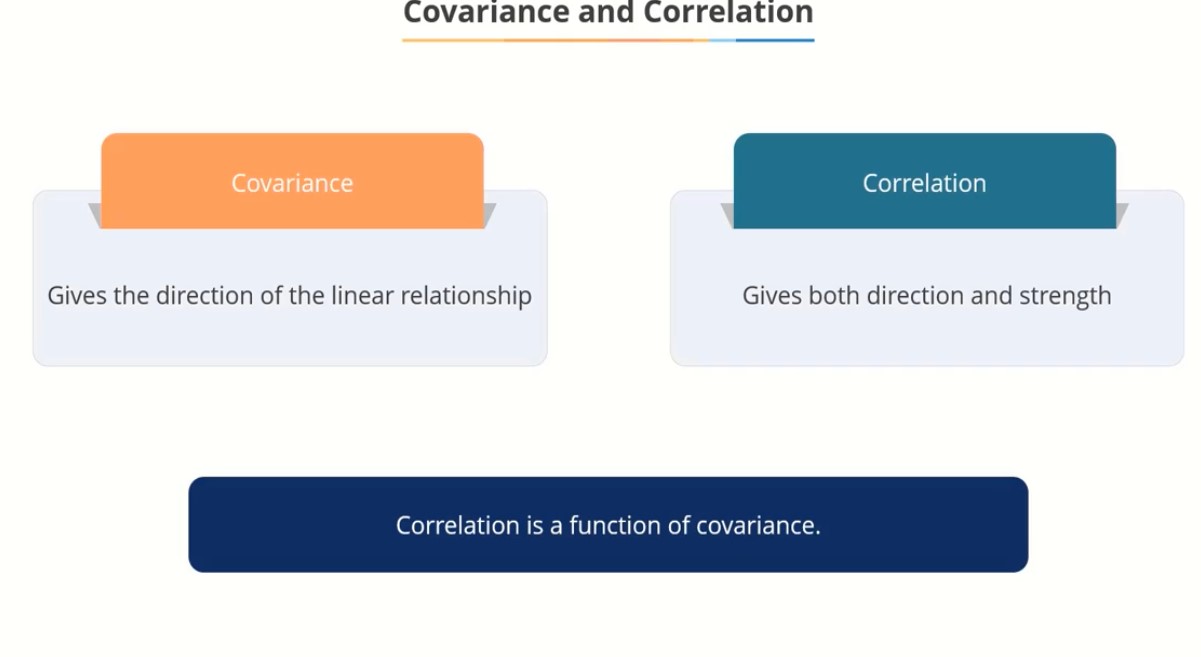 Covariance and Correlation
Covariance
Gives the direction of the linear relationship
Correlation
Gives both direction and strength
Correlation is a function of covariance.